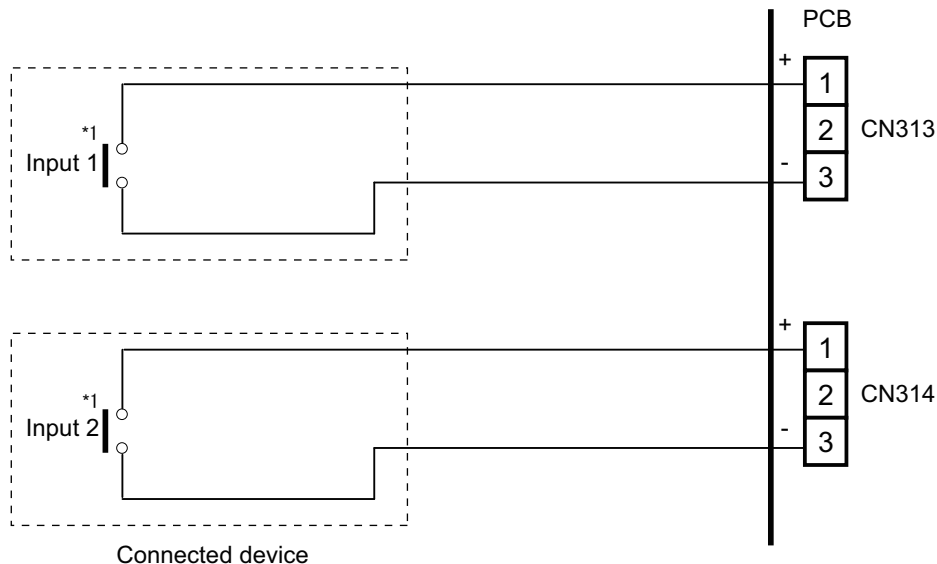 PCB
+
1
*1
Input 1
2
CN313
-
3
+
1
*1
Input 2
2
CN314
-
3
Connected device